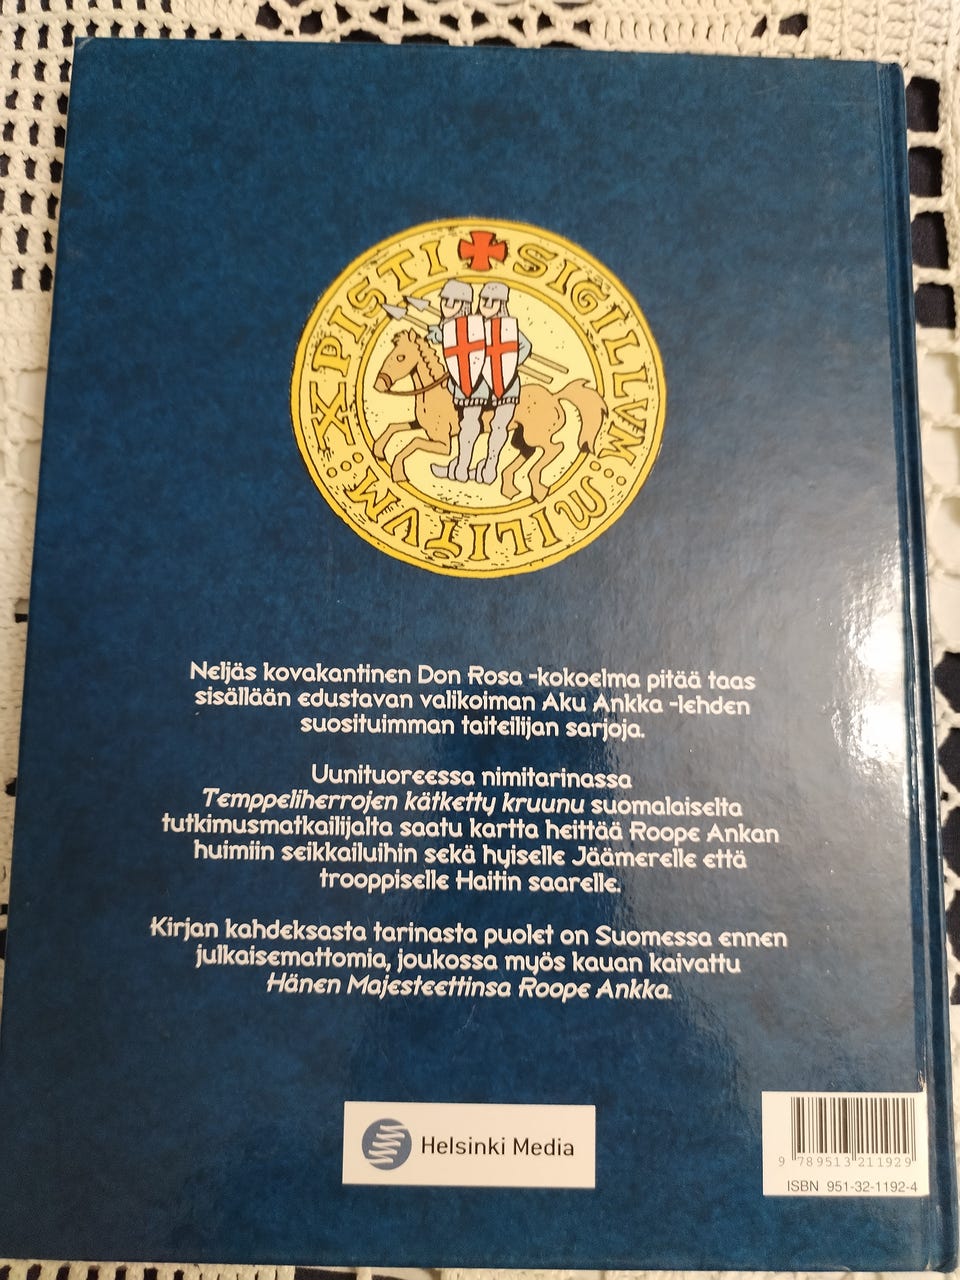 SIGILLVM : MILITVM : XPISTI
Neljäs kovakantinen Don Rosa -kokoelma pitää taas
sisällään edustavan valikoiman Aku Ankka -lehden
suosituimman taiteilijan sarjoja.
Uunituoreessa nimitarinassa
Temppeliherrojen kätketty kruunu suomalaiselta
tutkimusmatkailijalta saatu kartta heittää Roope Ankan
huimiin seikkailuihin sekä hyiselle Jäämerelle että
trooppiselle Haitin saarelle.
Kirjan kahdeksasta tarinasta puolet on Suomessa ennen
julkaisemattomia, joukossa myös kauan kaivattu
Hänen Majesteettinsa Roope Ankka.
Helsinki Media
9 789513 211929
ISBN 951-32-1192-4